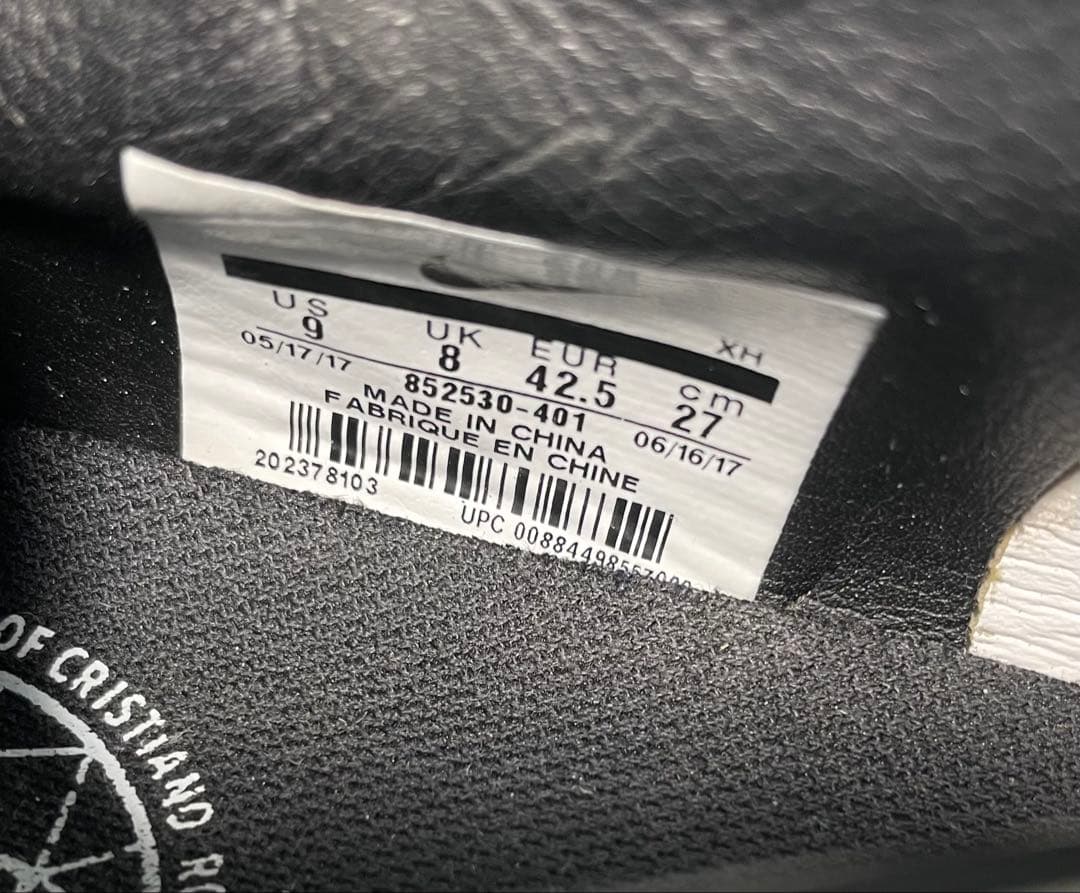 XH
US UK EUR cm
9 8 42.5 27
05/17/17 852530-401 06/16/17
MADE IN CHINA
FABRIQUE EN CHINE
202378103
UPC
OF CRISTIANO